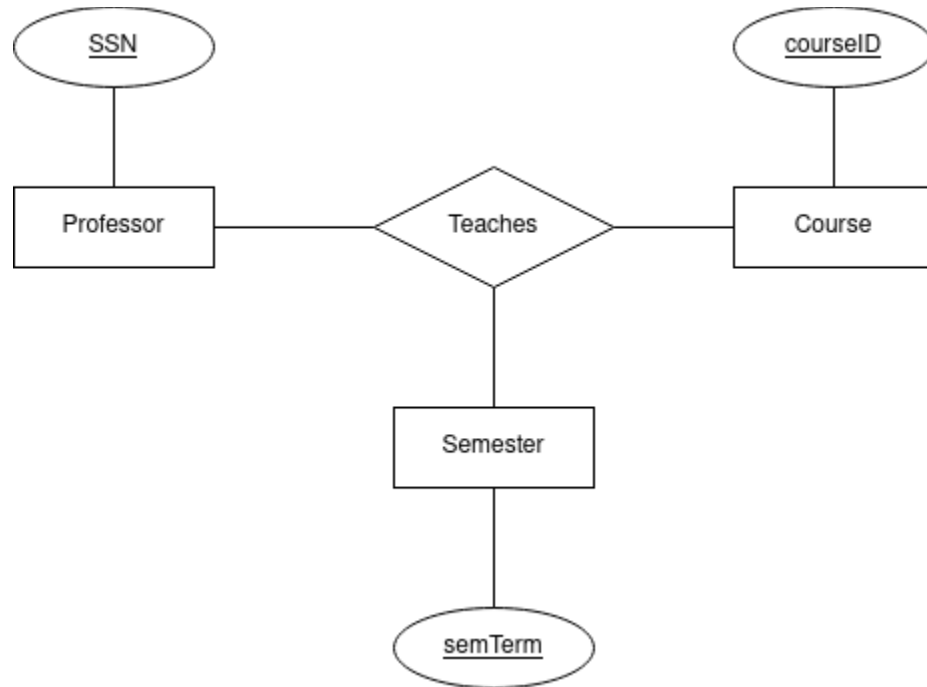 SSN
courseID
Professor
Teaches
Course
Semester
semTerm